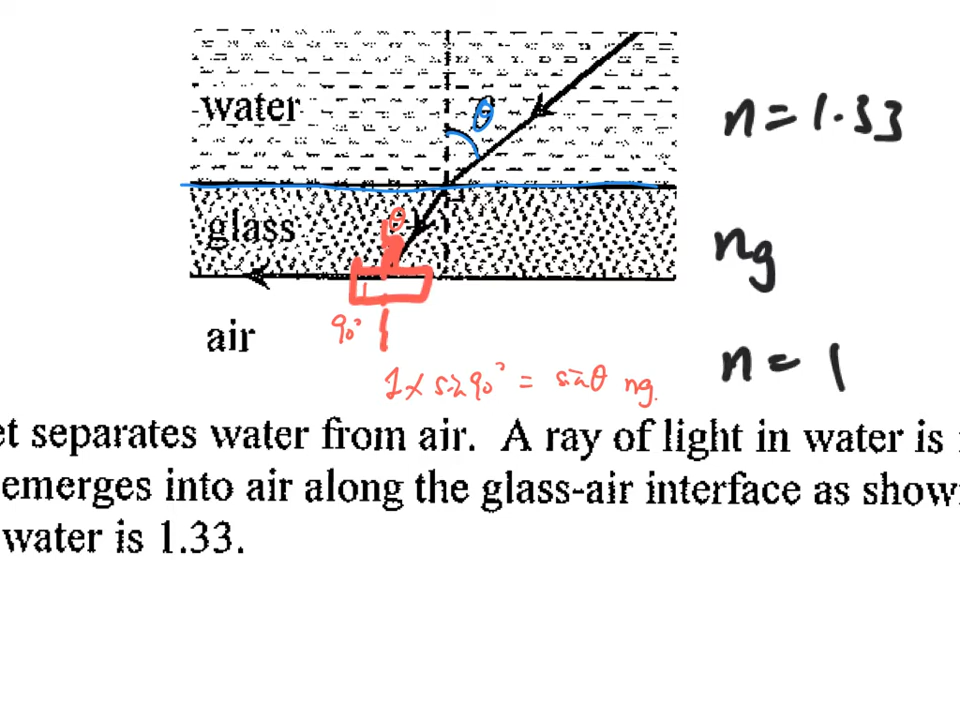 water
θ
n = 1.33
glass
θ
ng
90°
air
n = 1
1 × sin 90° = sin θ ng.
et separates water from air. A ray of light in water is
emerges into air along the glass-air interface as show
water is 1.33.